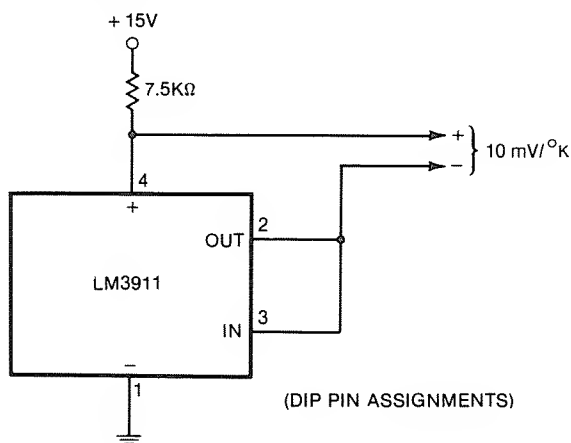 + 15V
7.5KΩ
+
- 
10 mV/°K
4
+
OUT
2
LM3911
IN
3
-
1
(DIP PIN ASSIGNMENTS)